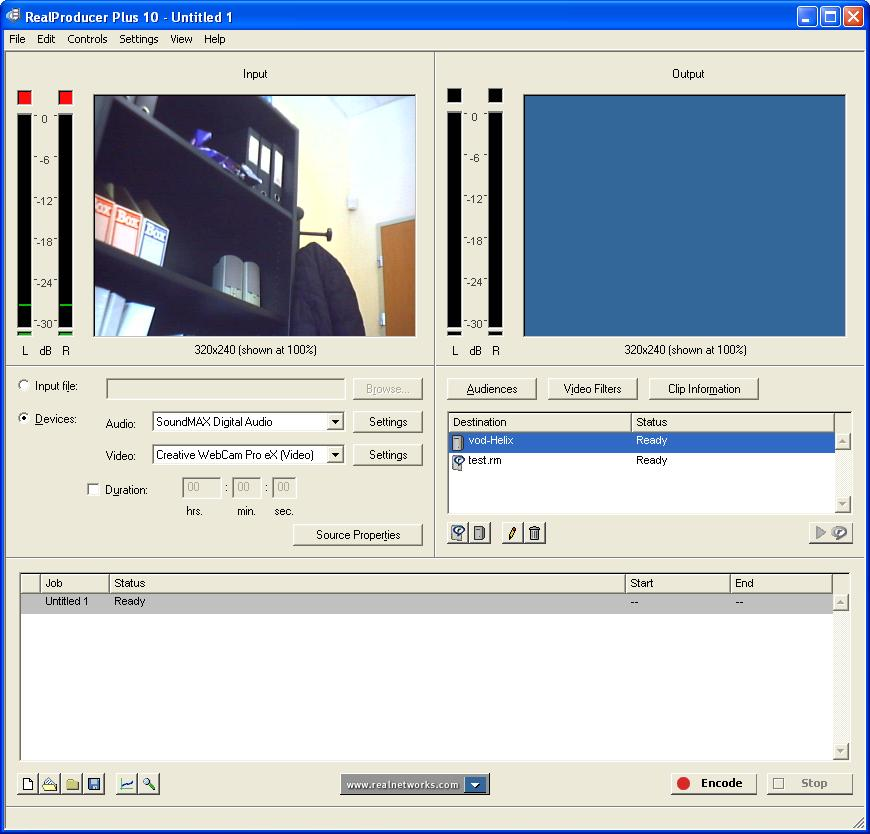 RealProducer Plus 10 - Untitled 1
File Edit Controls Settings View Help
Input
Output
0
-6
-12
-18
-24
-30
L dB R
0
-6
-12
-18
-24
-30
L dB R
Box
Box
320x240 (shown at 100%)
320x240 (shown at 100%)
Input file:
Browse...
Devices:
Audio:
SoundMAX Digital Audio
Settings
Video:
Creative WebCam Pro eX (Video)
Settings
Duration:
00 : 00 : 00
hrs. min. sec.
Source Properties
Audiences
Video Filters
Clip Information
Destination Status
vod-Helix Ready
test.rm Ready
Job Status Start End
Untitled 1 Ready -- --
www.realnetworks.com
Encode
Stop